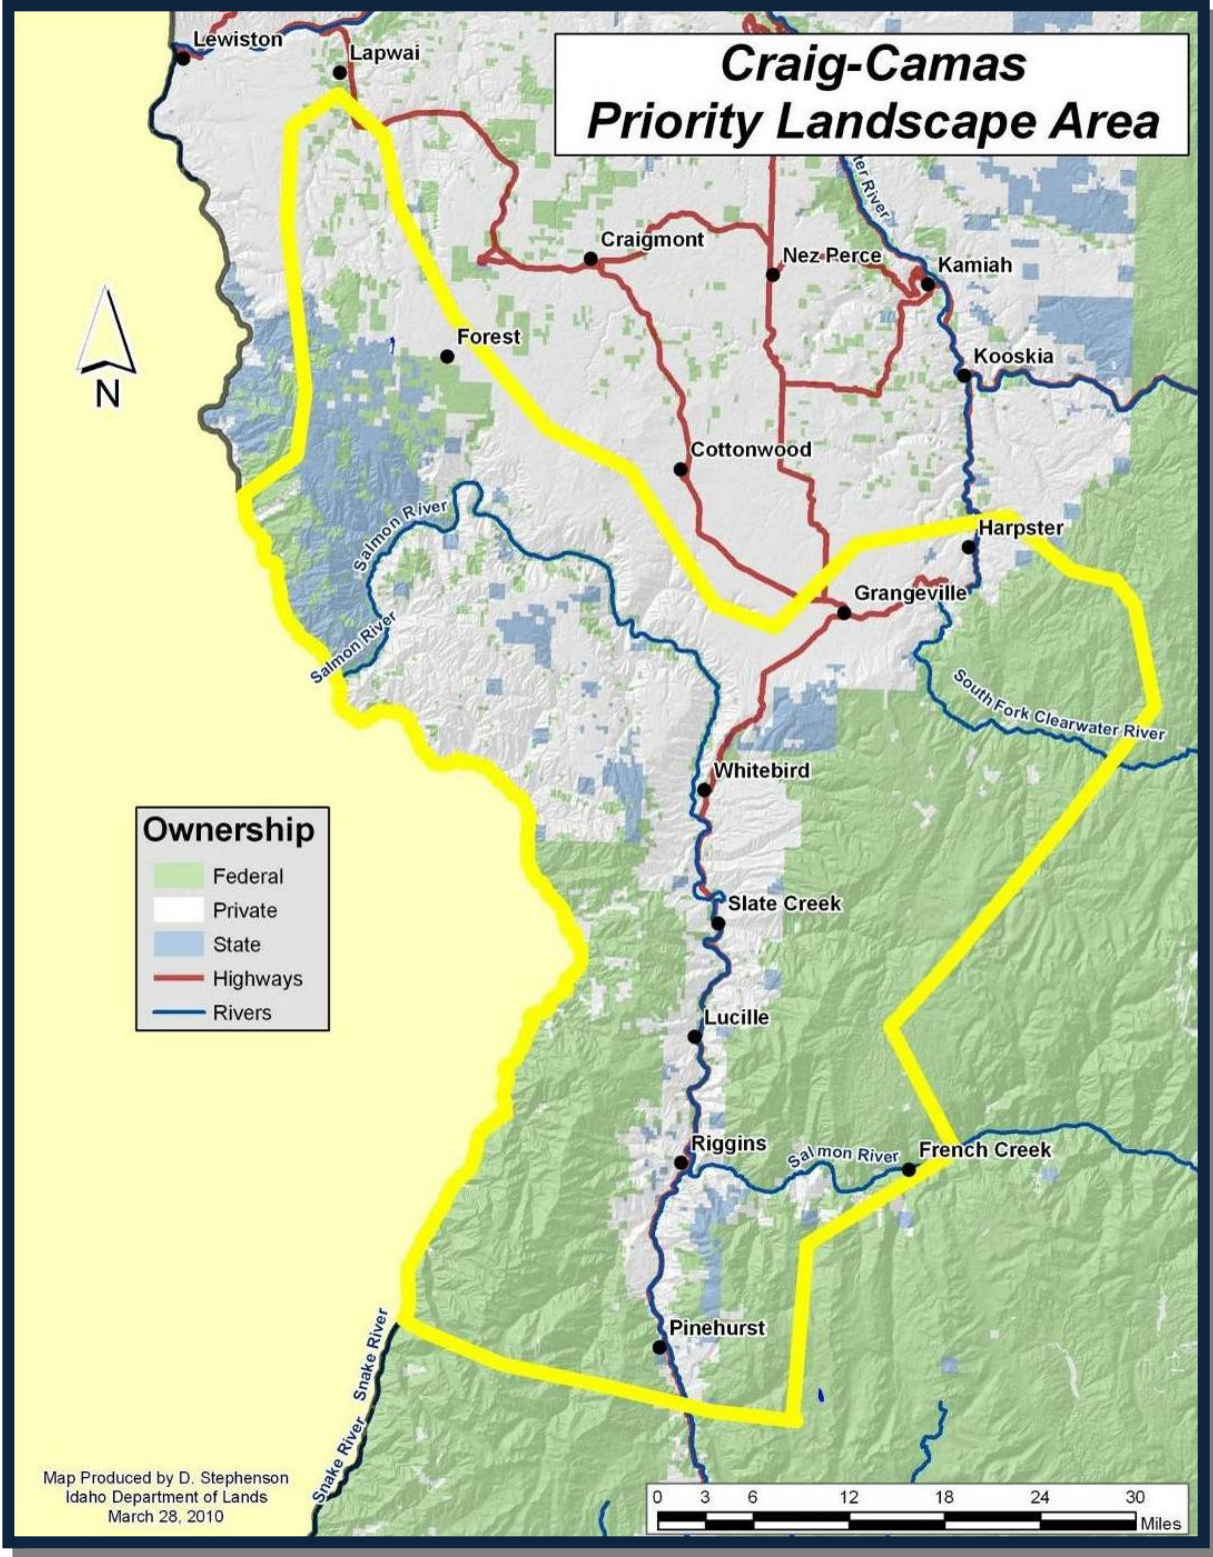 Craig-Camas
Priority Landscape Area
Lewiston
Lapwai
ter River
Craigmont
Nez Perce
Kamiah
Forest
Kooskia
N
Cottonwood
Salmon River
Harpster
Grangeville
Salmon River
South Fork Clearwater River
Whitebird
Ownership
Federal
Private
State
Highways
Rivers
Slate Creek
Lucille
Riggins
Salmon River
French Creek
Pinehurst
Snake River
Snake River
Map Produced by D. Stephenson
Idaho Department of Lands
March 28, 2010
0 3 6 12 18 24 30
Miles